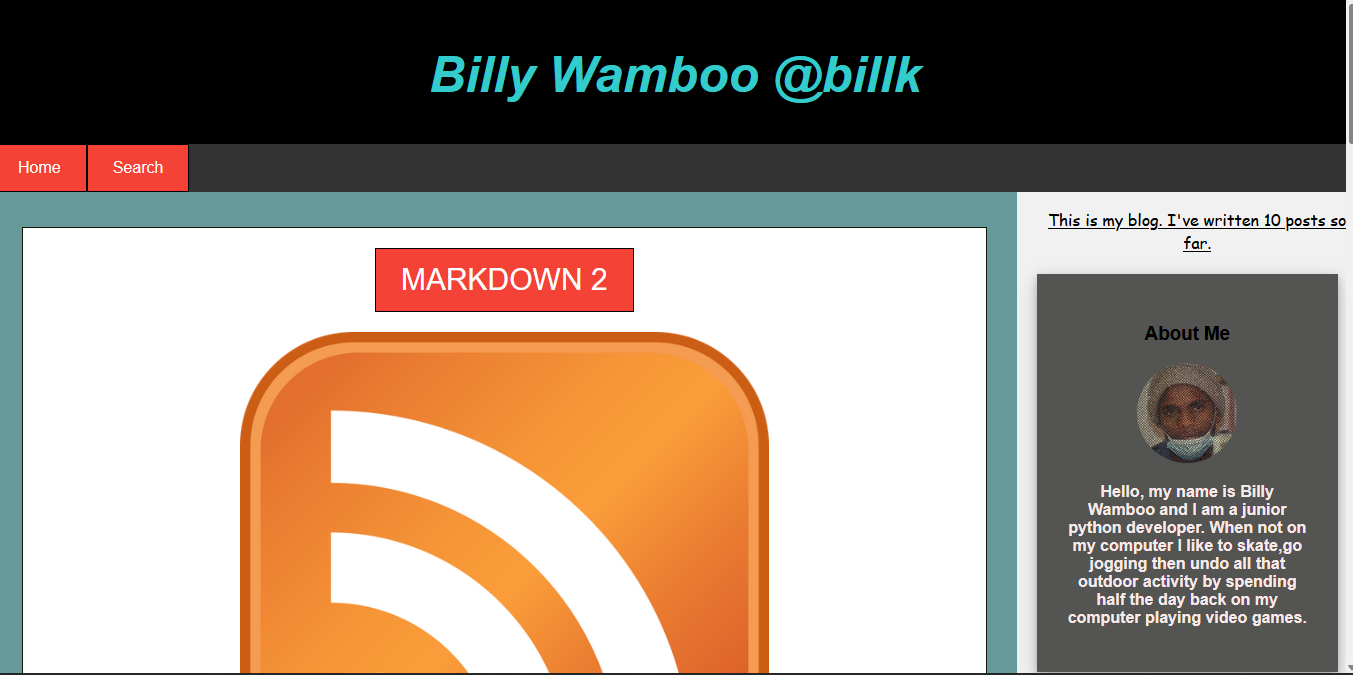 Billy Wamboo @billk
Home
Search
MARKDOWN 2
This is my blog. I've written 10 posts so
far.
About Me
Hello, my name is Billy
Wamboo and I am a junior
python developer. When not on
my computer I like to skate,go
jogging then undo all that
outdoor activity by spending
half the day back on my
computer playing video games.